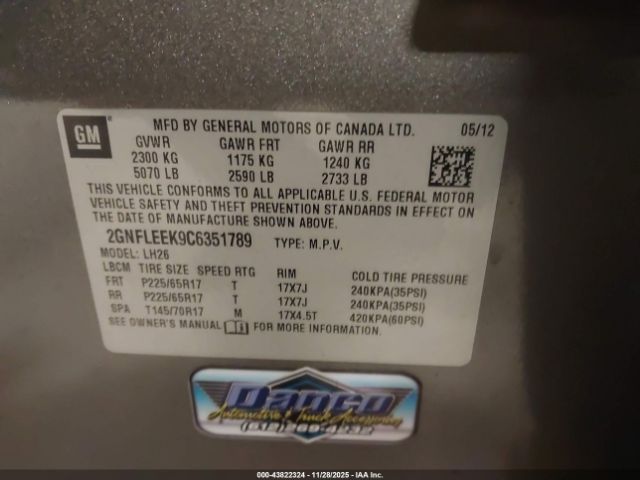 GM
MFD BY GENERAL MOTORS OF CANADA LTD. 05/12
GVWR GAWR FRT GAWR RR
2300 KG 1175 KG 1240 KG
5070 LB 2590 LB 2733 LB
THIS VEHICLE CONFORMS TO ALL APPLICABLE U.S. FEDERAL MOTOR
VEHICLE SAFETY AND THEFT PREVENTION STANDARDS IN EFFECT ON
THE DATE OF MANUFACTURE SHOWN ABOVE.
2GNFLEEK9C6351789 TYPE: M.P.V.
MODEL: LH26
LBCM TIRE SIZE SPEED RTG RIM COLD TIRE PRESSURE
FRT P225/65R17 T 17X7J 240KPA(35PSI)
RR P225/65R17 T 17X7J 240KPA(35PSI)
SPA T145/70R17 M 17X4.5T 420KPA(60PSI)
SEE OWNER'S MANUAL FOR MORE INFORMATION.
Dapco
Automotive & Truck Accessories
000-43822324 | 11/28/2025 | IAA Inc.